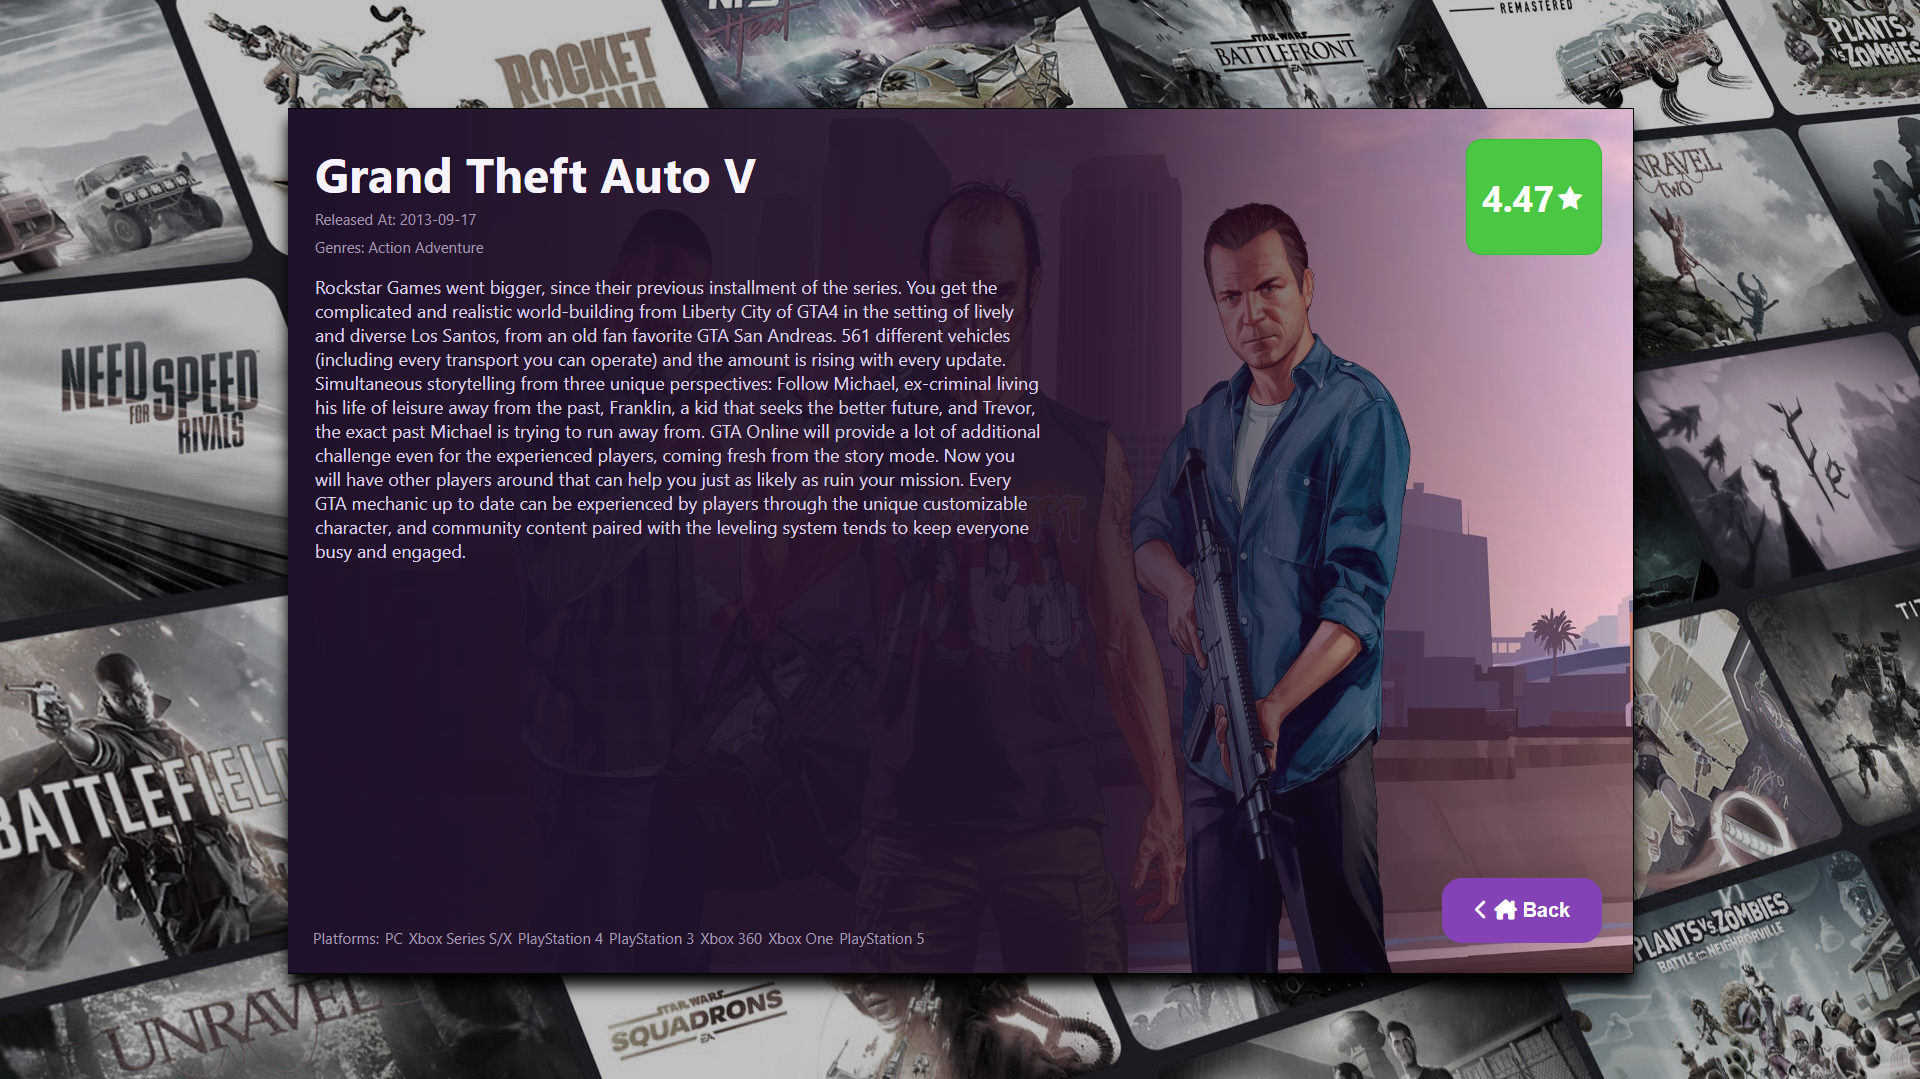 ROCKET
ARENA
Heat
STAR WARS
BATTLEFRONT
EA
REMASTERED
PLANTS
VS
ZOMBIES
UNRAVEL
TWO
Grand Theft Auto V
4.47
Released At: 2013-09-17
Genres: Action Adventure
Rockstar Games went bigger, since their previous installment of the series. You get the
complicated and realistic world-building from Liberty City of GTA4 in the setting of lively
and diverse Los Santos, from an old fan favorite GTA San Andreas. 561 different vehicles
(including every transport you can operate) and the amount is rising with every update.
Simultaneous storytelling from three unique perspectives: Follow Michael, ex-criminal living
his life of leisure away from the past, Franklin, a kid that seeks the better future, and Trevor,
the exact past Michael is trying to run away from. GTA Online will provide a lot of additional
challenge even for the experienced players, coming fresh from the story mode. Now you
will have other players around that can help you just as likely as ruin your mission. Every
GTA mechanic up to date can be experienced by players through the unique customizable
character, and community content paired with the leveling system tends to keep everyone
busy and engaged.
NEED
FOR
SPEED
RIVALS
BATTLEFIELD
Back
Platforms: PC Xbox Series S/X PlayStation 4 PlayStation 3 Xbox 360 Xbox One PlayStation 5
PLANTS VS ZOMBIES
BATTLE FOR NEIGHBORVILLE
UNRAVEL
STAR WARS
SQUADRONS
EA